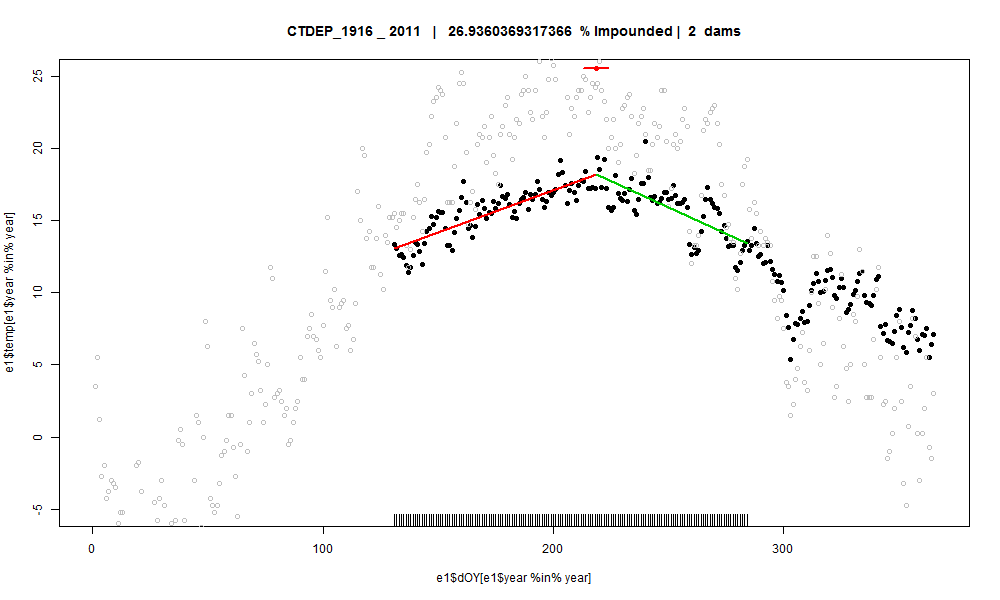 CTDEP_1916 _ 2011 | 26.9360369317366 % Impounded | 2 dams
e1$temp[e1$year %in% year]
25
20
15
10
5
0
-5
0 100 200 300
e1$dOY[e1$year %in% year]